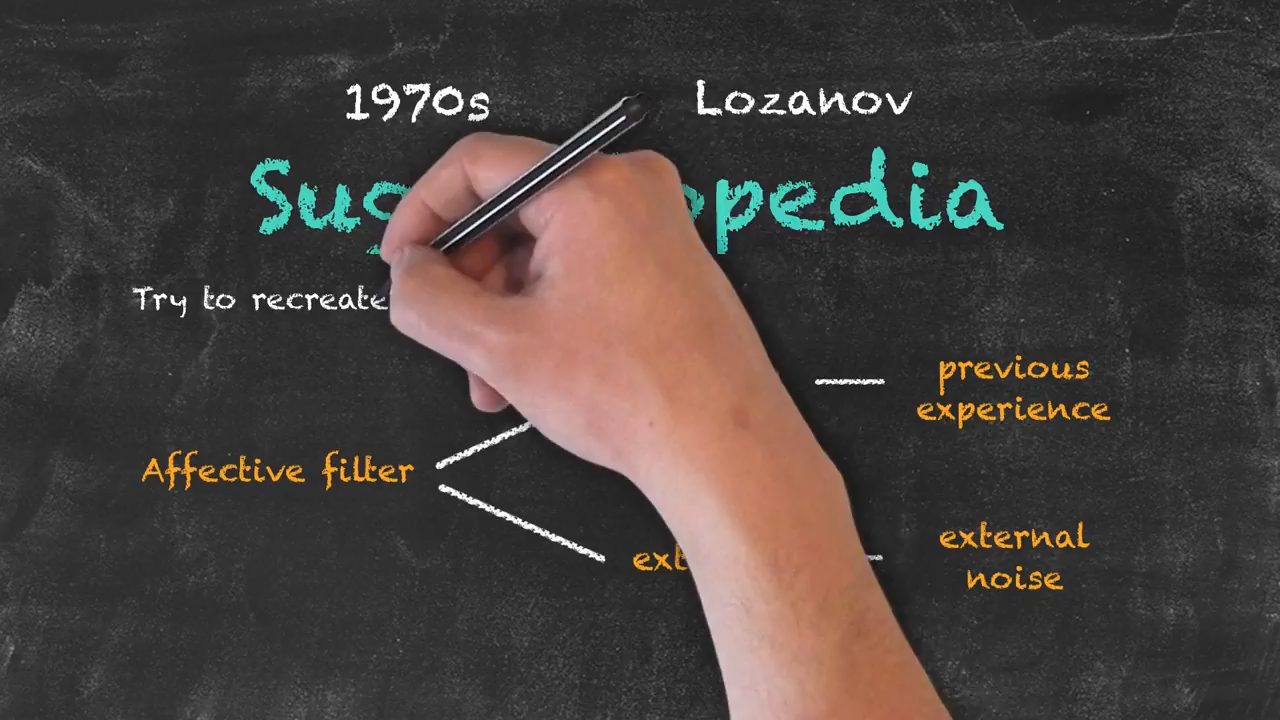 1970s Lozanov
Try to recreate
previous
experience
Affective filter
external
noise